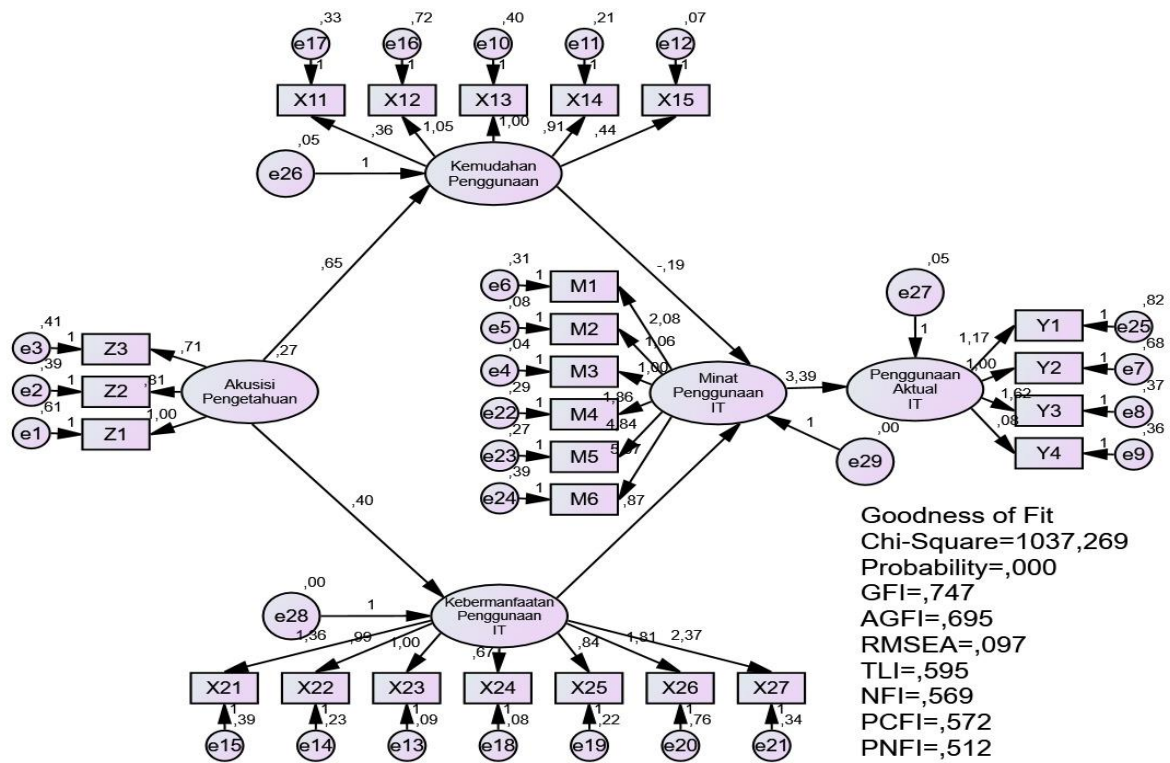 ,33 ,72 ,40 ,21 ,07
e17 e16 e10 e11 e12
1 1 1 1 1
X11 X12 X13 X14 X15
,36 1,05 1,00 ,91 ,44
,05
e26 1
Kemudahan
Penggunaan
,65
-,19
,31
e6 1 M1
,08
e5 1 M2
,04
e4 1 M3
,29
e22 1 M4
,27
e23 1 M5
,39
e24 1 M6
2,08
1,06
1,00
1,86
4,84
,05
e27
1
,41
e3 1 Z3
,39
e2 1 Z2
,61
e1 1 Z1
,71
,81
1,00
,27
Akusisi
Pengetahuan
Minat
Penggunaan
IT
3,39
Penggunaan
Aktual
IT
1,17
1,00
1,62
,08
,82
Y1 1 e25
,68
Y2 1 e7
,37
Y3 1 e8
,36
Y4 1 e9
,00
1
e29
,40
,87
,00
e28 1
Kebermanfaatan
Penggunaan
IT
1,36 ,99 1,00 ,67 ,84 1,81 2,37
X21 X22 X23 X24 X25 X26 X27
1 1 1 1 1 1 1
,39 ,23 ,09 ,08 ,22 ,76 ,34
e15 e14 e13 e18 e19 e20 e21
Goodness of Fit
Chi-Square=1037,269
Probability=,000
GFI=,747
AGFI=,695
RMSEA=,097
TLI=,595
NFI=,569
PCFI=,572
PNFI=,512